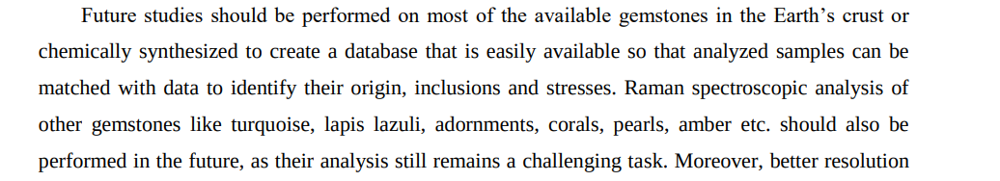 Future studies should be performed on most of the available gemstones in the Earth’s crust or
chemically synthesized to create a database that is easily available so that analyzed samples can be
matched with data to identify their origin, inclusions and stresses. Raman spectroscopic analysis of
other gemstones like turquoise, lapis lazuli, adornments, corals, pearls, amber etc. should also be
performed in the future, as their analysis still remains a challenging task. Moreover, better resolution